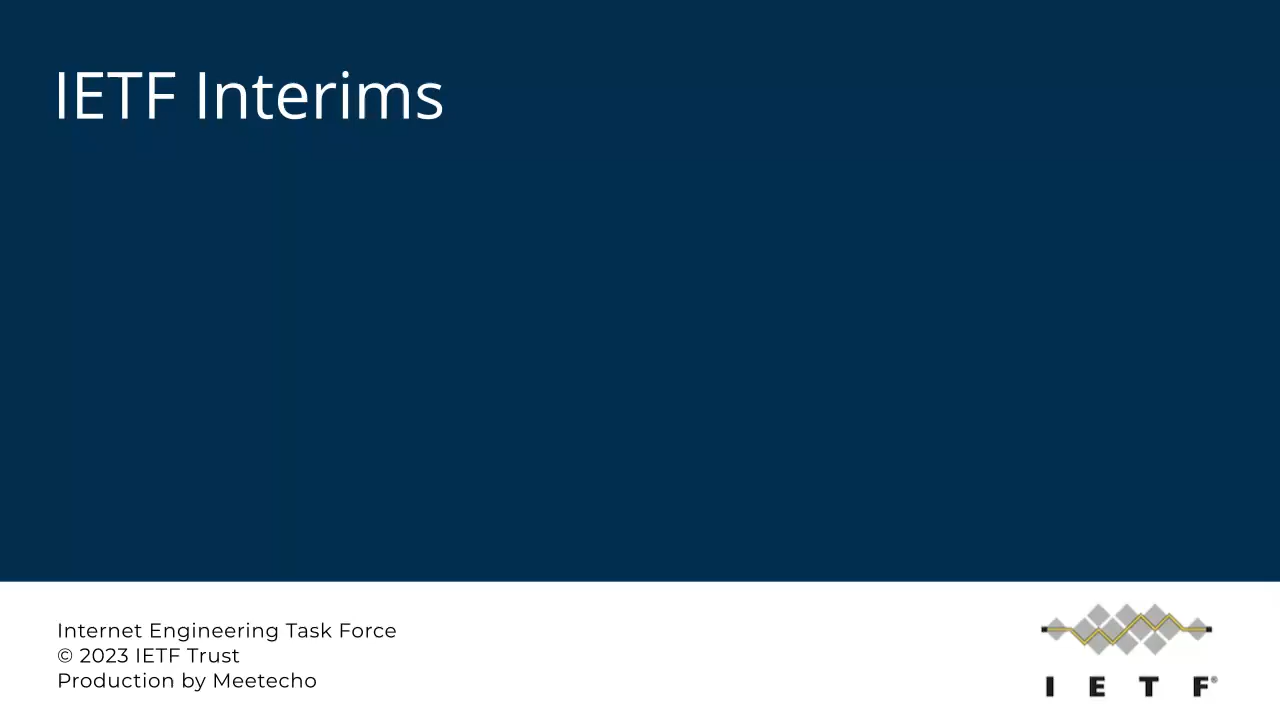 IETF Interims
Internet Engineering Task Force
© 2023 IETF Trust
Production by Meetecho
I E T F®